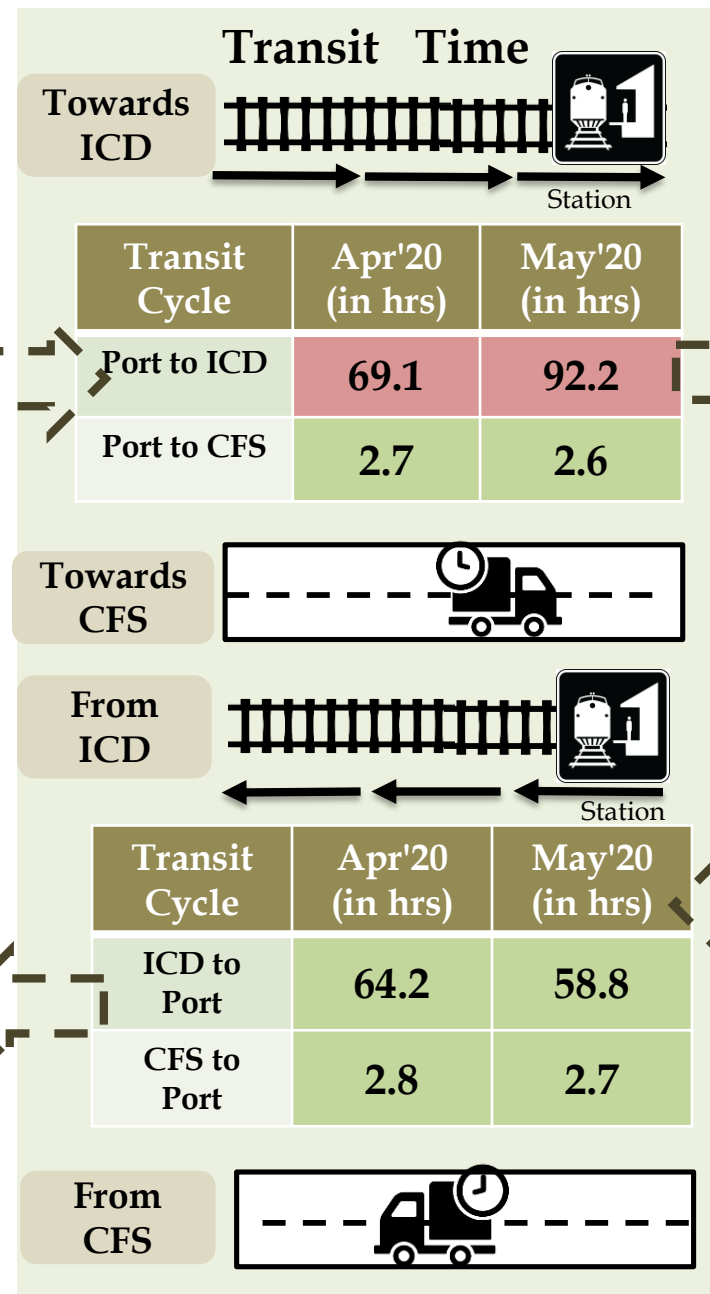 Transit Time
Towards
ICD
Station
Transit
Cycle
Apr'20
(in hrs)
May'20
(in hrs)
Port to ICD
69.1
92.2
Port to CFS
2.7
2.6
Towards
CFS
From
ICD
Station
Transit
Cycle
Apr'20
(in hrs)
May'20
(in hrs)
ICD to
Port
64.2
58.8
CFS to
Port
2.8
2.7
From
CFS